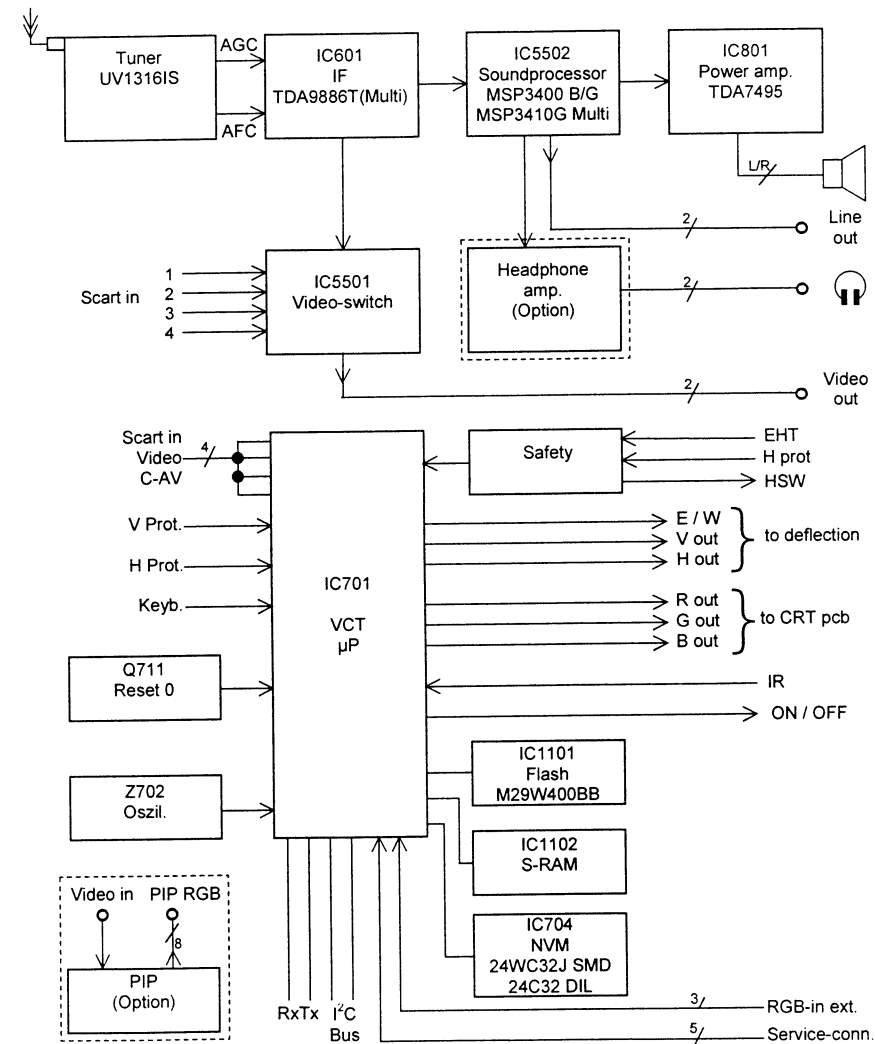 Tuner
UV1316IS
AGC
AFC
IC601
IF
TDA9886T(Multi)
IC5502
Soundprocessor
MSP3400 B/G
MSP3410G Multi
IC801
Power amp.
TDA7495
L/R
2
Line
out
Scart in
1
2
3
4
IC5501
Video-switch
Headphone
amp.
(Option)
2
2
Video
out
Scart in
Video
C-AV
4
V Prot.
H Prot.
Keyb.
IC701
VCT
µP
Safety
EHT
H prot
HSW
E / W
V out
H out
to deflection
R out
G out
B out
to CRT pcb
IR
ON / OFF
Q711
Reset 0
Z702
Oszil.
IC1101
Flash
M29W400BB
IC1102
S-RAM
IC704
NVM
24WC32J SMD
24C32 DIL
Video in
PIP RGB
8
PIP
(Option)
RxTx
I²C
Bus
3
RGB-in ext.
5
Service-conn.